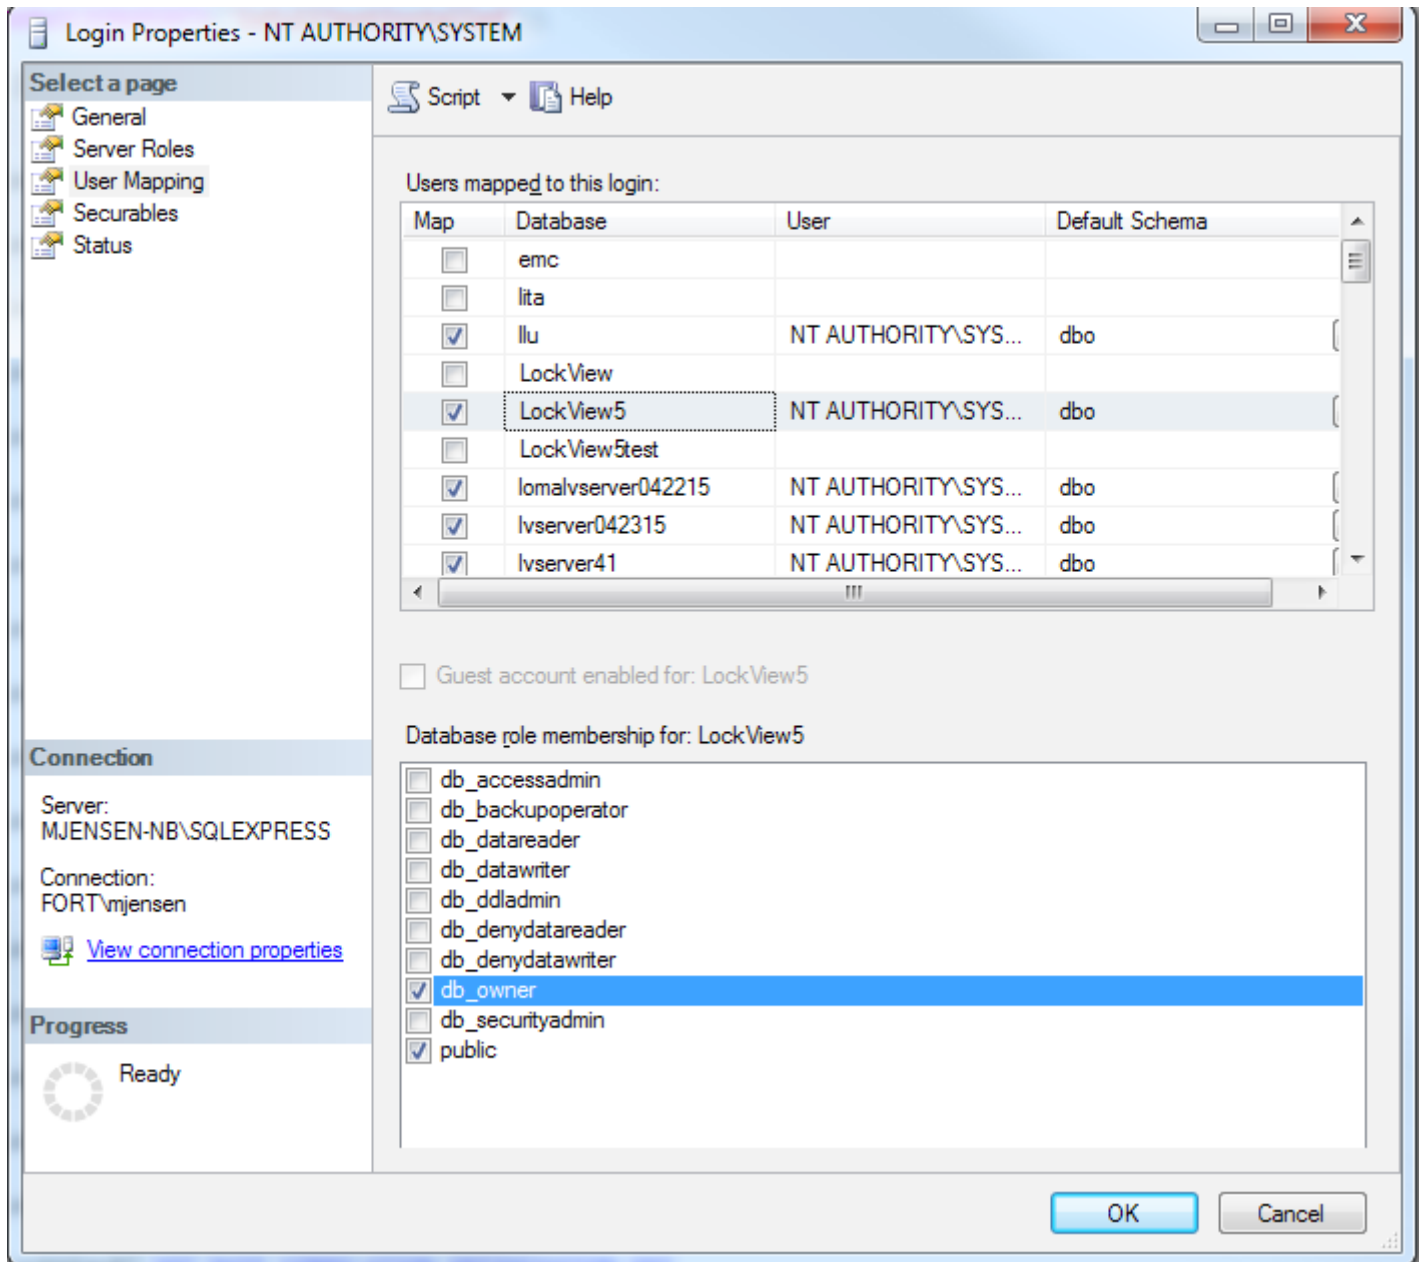 Login Properties - NT AUTHORITY\SYSTEM
Select a page
General
Server Roles
User Mapping
Securables
Status
Script Help
Users mapped to this login:
Map Database User Default Schema
emc
lita
llu NT AUTHORITY\SYS... dbo
LockView
LockView5 NT AUTHORITY\SYS... dbo
LockView5test
lomalvserver042215 NT AUTHORITY\SYS... dbo
lvserver042315 NT AUTHORITY\SYS... dbo
lvserver41 NT AUTHORITY\SYS... dbo
Guest account enabled for: LockView5
Database role membership for: LockView5
db_accessadmin
db_backupoperator
db_datareader
db_datawriter
db_ddladmin
db_denydatareader
db_denydatawriter
db_owner
db_securityadmin
public
Connection
Server:
MJENSEN-NB\SQLEXPRESS
Connection:
FORT\mjensen
View connection properties
Progress
Ready
OK Cancel